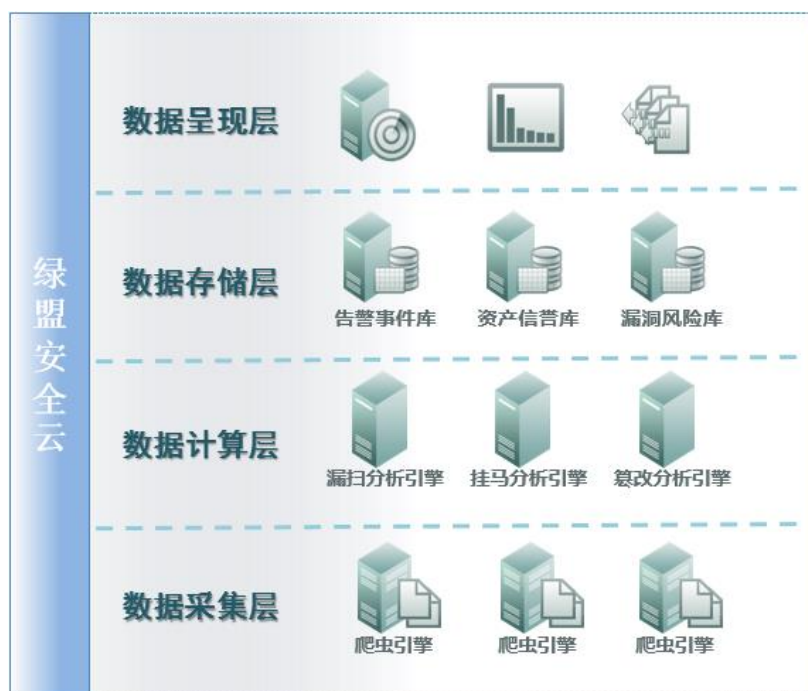 绿盟安全云
数据呈现层
数据存储层
告警事件库
资产信誉库
漏洞风险库
数据计算层
漏扫分析引擎
挂马分析引擎
篡改分析引擎
数据采集层
爬虫引擎
爬虫引擎
爬虫引擎